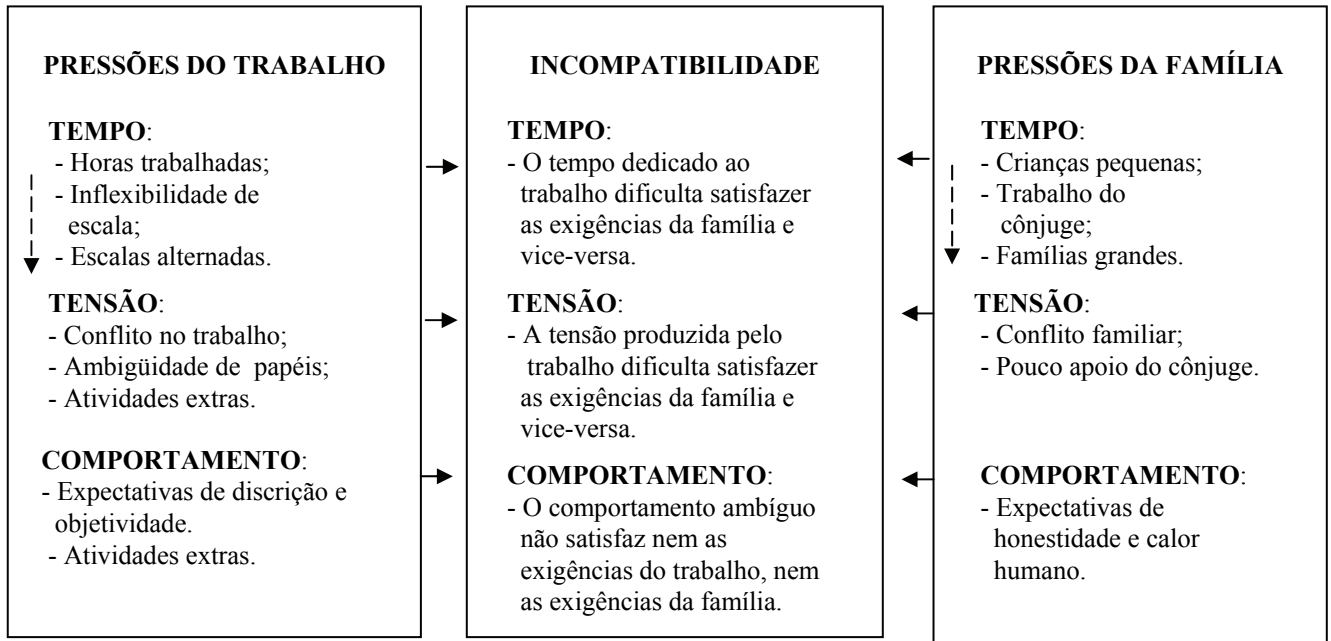 PRESSÕES DO TRABALHO
TEMPO:
- Horas trabalhadas;
- Inflexibilidade de
escala;
- Escalas alternadas.
TENSÃO:
- Conflito no trabalho;
- Ambigüidade de papéis;
- Atividades extras.
COMPORTAMENTO:
- Expectativas de discrição e
objetividade.
- Atividades extras.
INCOMPATIBILIDADE
TEMPO:
- O tempo dedicado ao
trabalho dificulta satisfazer
as exigências da família e
vice-versa.
TENSÃO:
- A tensão produzida pelo
trabalho dificulta satisfazer
as exigências da família e
vice-versa.
COMPORTAMENTO:
- O comportamento ambíguo
não satisfaz nem as
exigências do trabalho, nem
as exigências da família.
PRESSÕES DA FAMÍLIA
TEMPO:
- Crianças pequenas;
- Trabalho do
cônjuge;
- Famílias grandes.
TENSÃO:
- Conflito familiar;
- Pouco apoio do cônjuge.
COMPORTAMENTO:
- Expectativas de
honestidade e calor
humano.